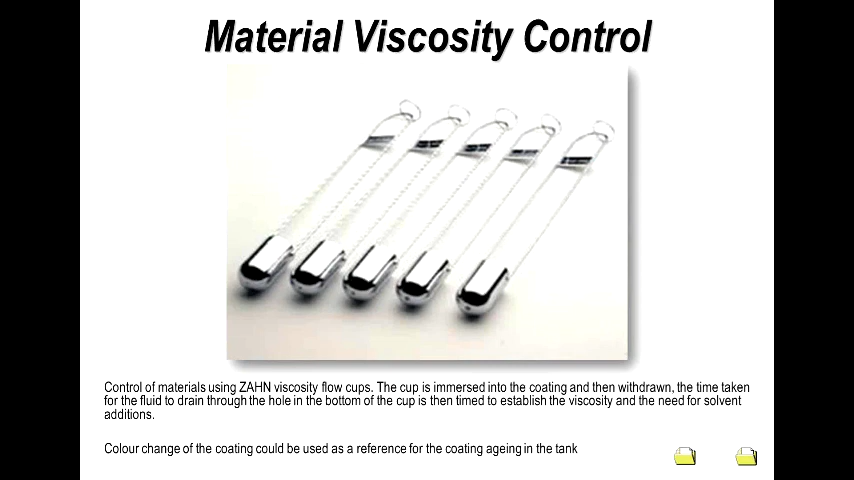 Material Viscosity Control
Control of materials using ZAHN viscosity flow cups. The cup is immersed into the coating and then withdrawn, the time taken
for the fluid to drain through the hole in the bottom of the cup is then timed to establish the viscosity and the need for solvent
additions.
Colour change of the coating could be used as a reference for the coating ageing in the tank